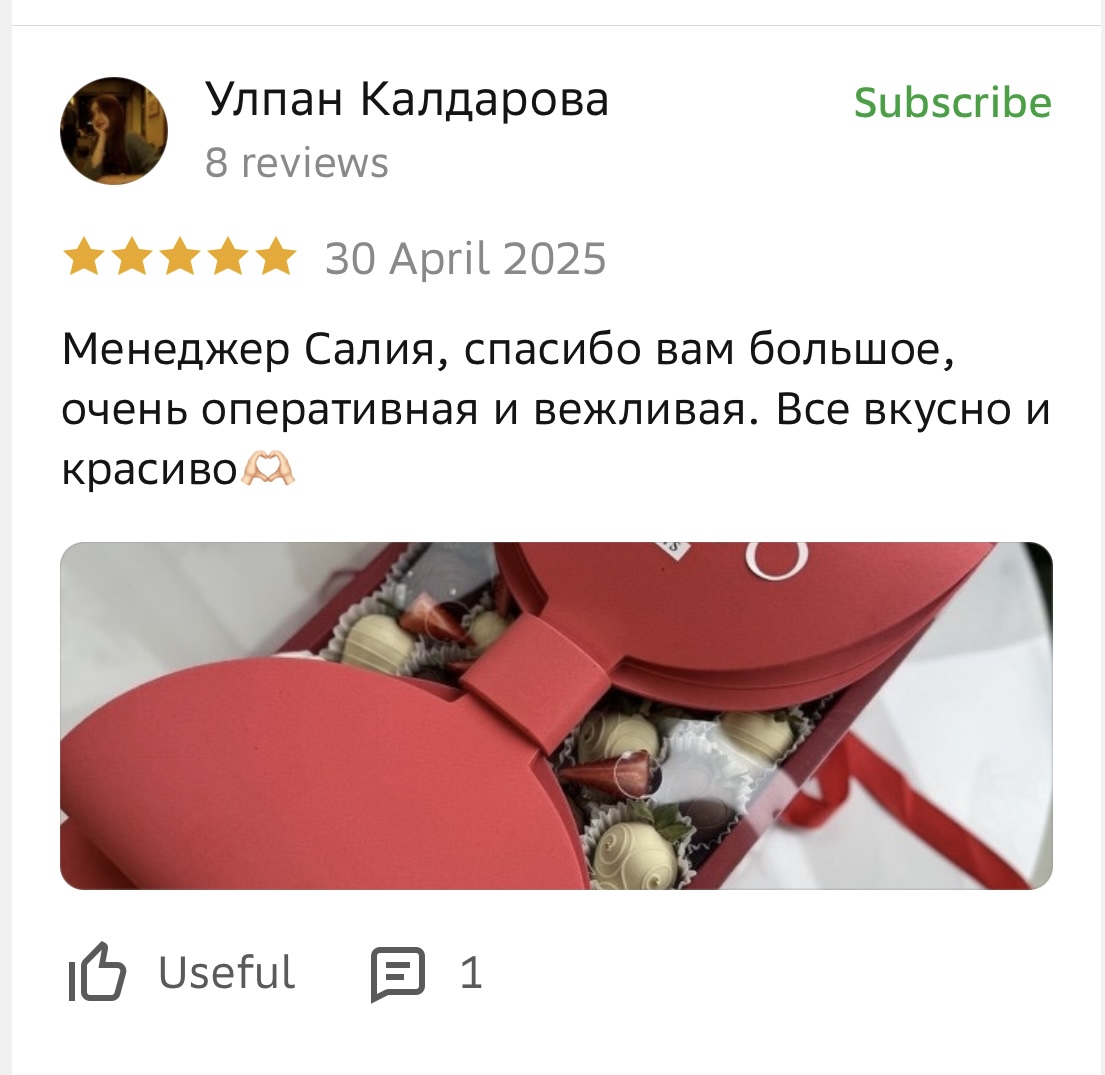 Улпан Калдарова
Subscribe
8 reviews
30 April 2025
Менеджер Салия, спасибо вам большое,
очень оперативная и вежливая. Все вкусно и
красиво🫶🏻
Useful
1